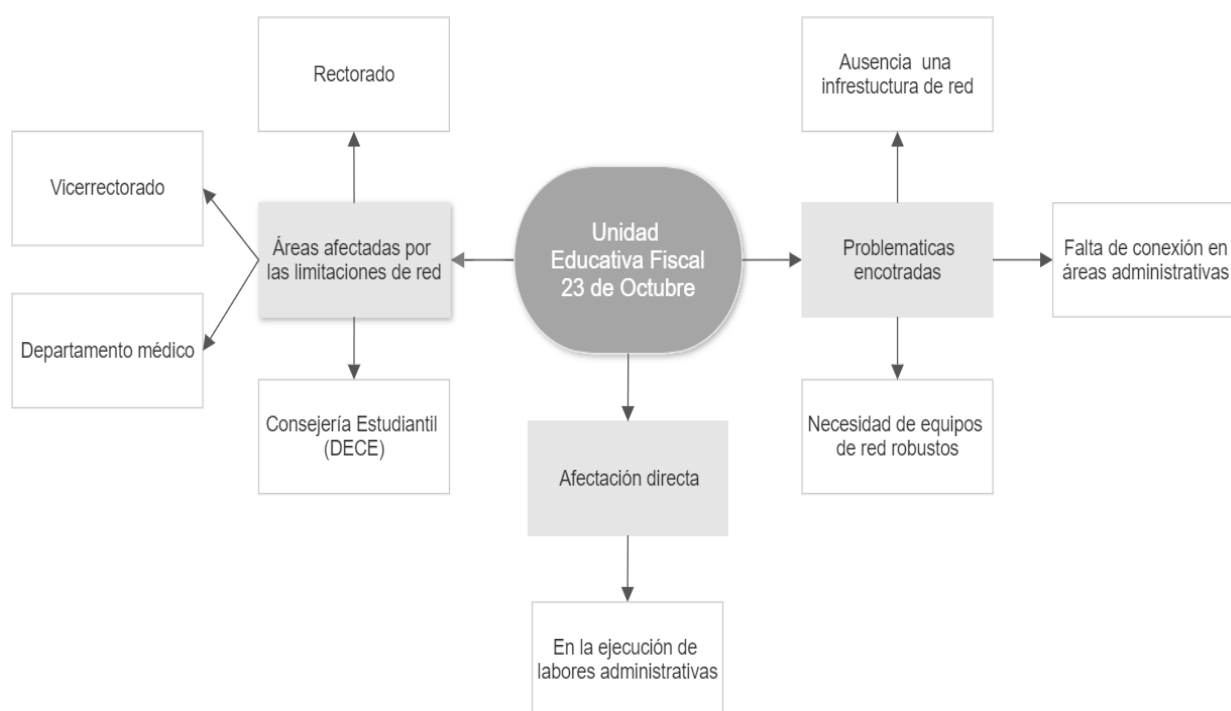 Rectorado
Ausencia  una
infrestuctura de red
Vicerrectorado
Áreas afectadas por
las limitaciones de red
Unidad
Educativa Fiscal
23 de Octubre
Problematicas
encotradas
Falta de conexión en
áreas administrativas
Departamento médico
Consejería Estudiantil
(DECE)
Afectación directa
Necesidad de equipos
de red robustos
En la ejecución de
labores administrativas